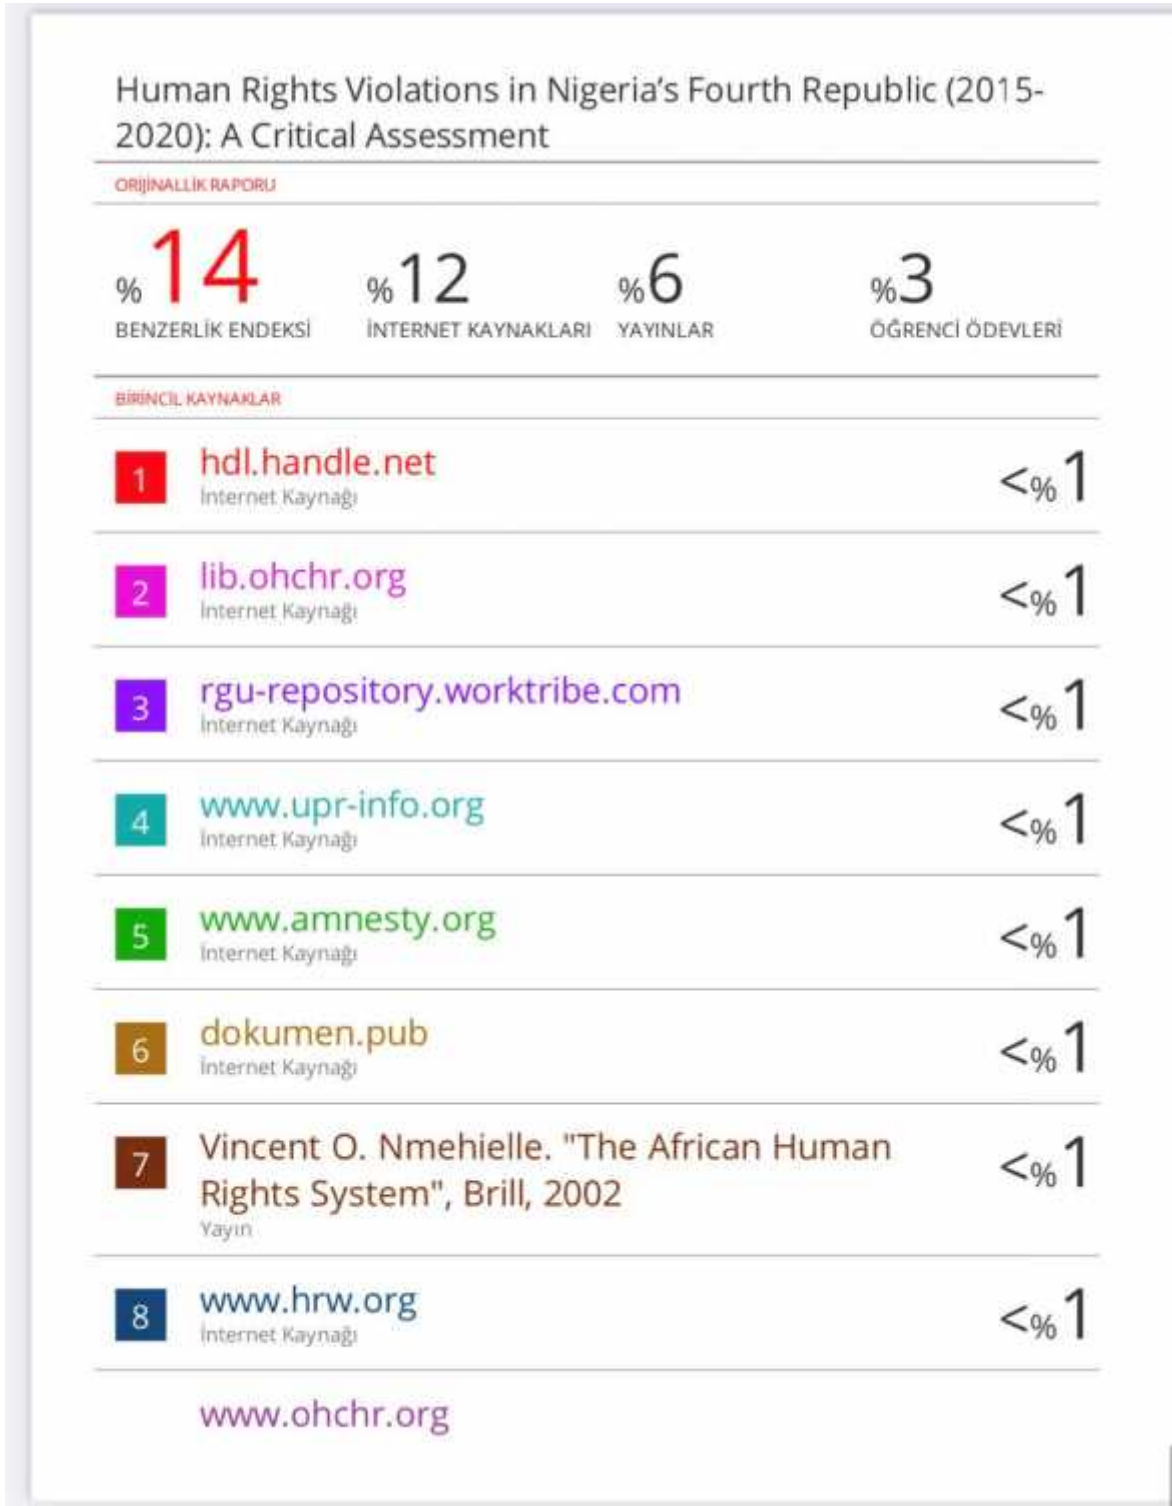 Human Rights Violations in Nigeria's Fourth Republic (2015-
2020): A Critical Assessment
ORİJİNALLİK RAPORU
%14 %12 %6 %3
BENZERLİK ENDEKSİ İNTERNET KAYNAKLARI YAYINLAR ÖĞRENCİ ÖDEVLERİ
BİRİNCİL KAYNAKLAR
1 hdl.handle.net <%1
İnternet Kaynağı
2 lib.ohchr.org <%1
İnternet Kaynağı
3 rgu-repository.worktribe.com <%1
İnternet Kaynağı
4 www.upr-info.org <%1
İnternet Kaynağı
5 www.amnesty.org <%1
İnternet Kaynağı
6 dokumen.pub <%1
İnternet Kaynağı
7 Vincent O. Nmehielle. "The African Human <%1
Rights System", Brill, 2002
Yayın
8 www.hrw.org <%1
İnternet Kaynağı
www.ohchr.org